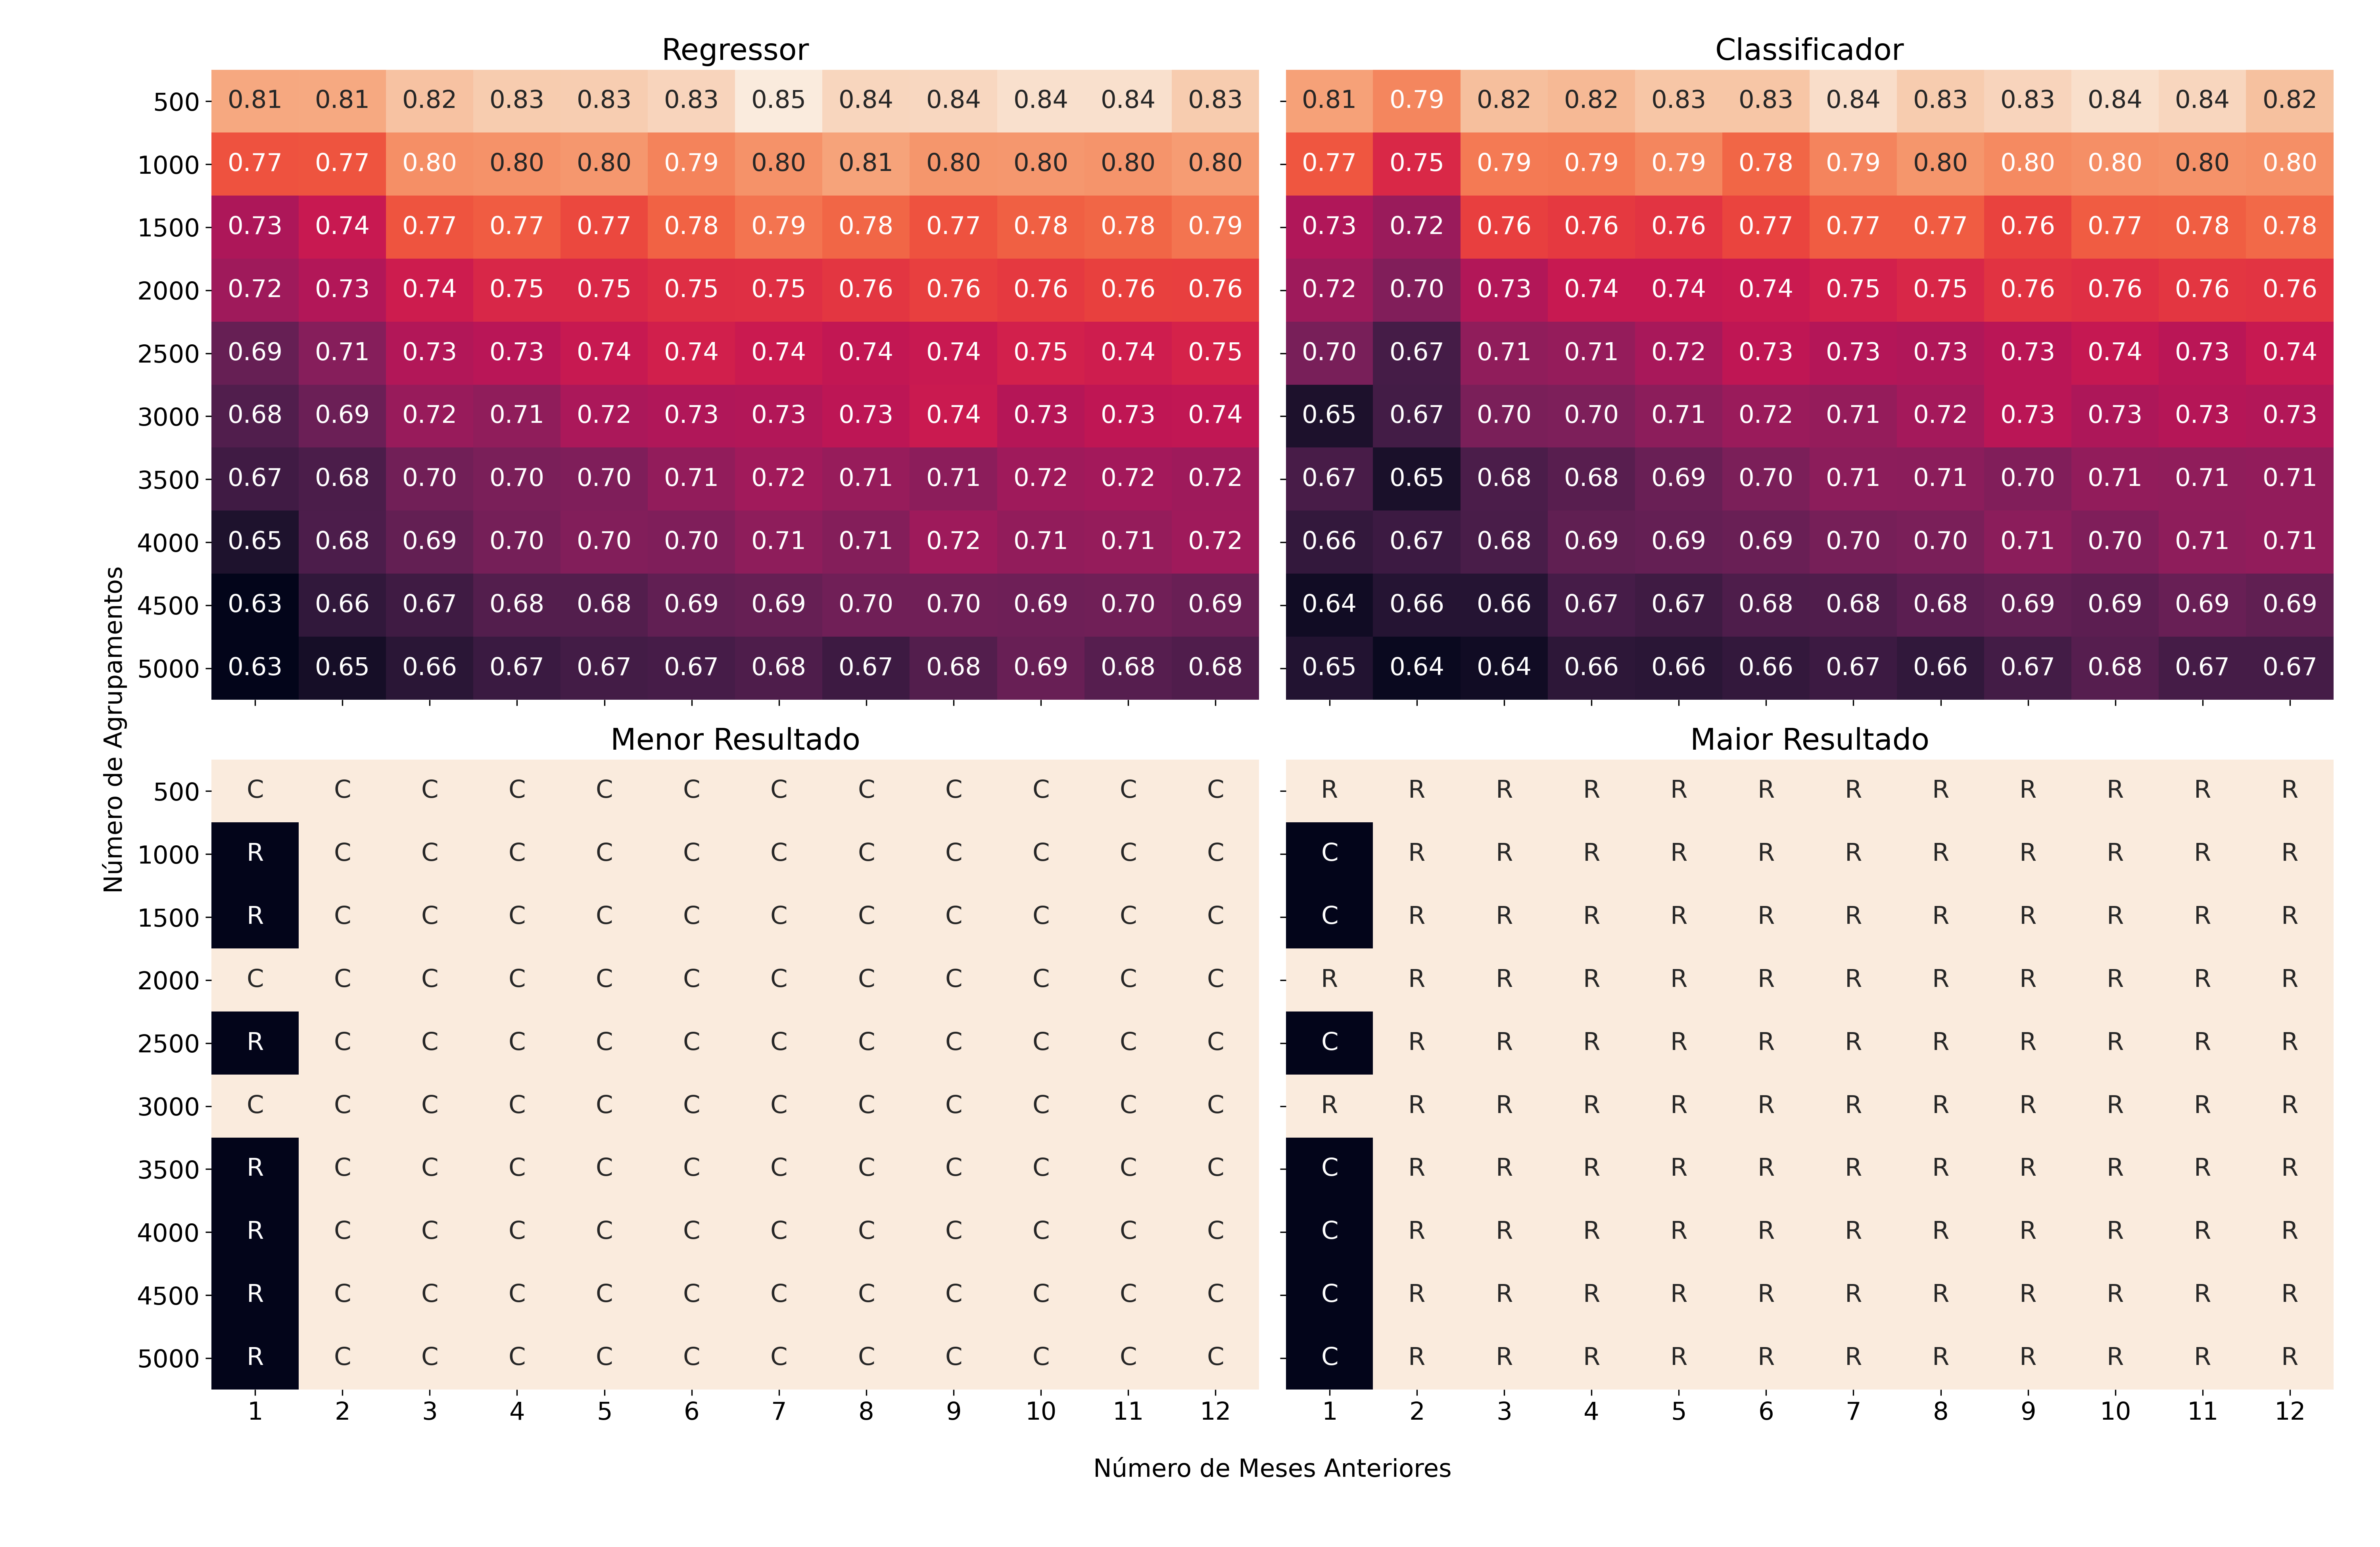 Regressor
Classificador
500 0.81 0.81 0.82 0.83 0.83 0.83 0.85 0.84 0.84 0.84 0.84 0.83 0.81 0.79 0.82 0.82 0.83 0.83 0.84 0.83 0.83 0.84 0.84 0.82
1000 0.77 0.77 0.80 0.80 0.80 0.79 0.80 0.81 0.80 0.80 0.80 0.80 0.77 0.75 0.79 0.79 0.79 0.78 0.79 0.80 0.80 0.80 0.80 0.80
1500 0.73 0.74 0.77 0.77 0.77 0.78 0.79 0.78 0.77 0.78 0.78 0.79 0.73 0.72 0.76 0.76 0.76 0.77 0.77 0.77 0.76 0.77 0.78 0.78
2000 0.72 0.73 0.74 0.75 0.75 0.75 0.75 0.76 0.76 0.76 0.76 0.76 0.72 0.70 0.73 0.74 0.74 0.74 0.75 0.75 0.76 0.76 0.76 0.76
2500 0.69 0.71 0.73 0.73 0.74 0.74 0.74 0.74 0.74 0.75 0.74 0.75 0.70 0.67 0.71 0.71 0.72 0.73 0.73 0.73 0.73 0.74 0.73 0.74
3000 0.68 0.69 0.72 0.71 0.72 0.73 0.73 0.73 0.74 0.73 0.73 0.74 0.65 0.67 0.70 0.70 0.71 0.72 0.71 0.72 0.73 0.73 0.73 0.73
3500 0.67 0.68 0.70 0.70 0.70 0.71 0.72 0.71 0.71 0.72 0.72 0.72 0.67 0.65 0.68 0.68 0.69 0.70 0.71 0.71 0.70 0.71 0.71 0.71
4000 0.65 0.68 0.69 0.70 0.70 0.70 0.71 0.71 0.72 0.71 0.71 0.72 0.66 0.67 0.68 0.69 0.69 0.69 0.70 0.70 0.71 0.70 0.71 0.71
4500 0.63 0.66 0.67 0.68 0.68 0.69 0.69 0.70 0.70 0.69 0.70 0.69 0.64 0.66 0.66 0.67 0.67 0.68 0.68 0.68 0.69 0.69 0.69 0.69
5000 0.63 0.65 0.66 0.67 0.67 0.67 0.68 0.67 0.68 0.69 0.68 0.68 0.65 0.64 0.64 0.66 0.66 0.66 0.67 0.66 0.67 0.68 0.67 0.67
Número de Agrupamentos
Menor Resultado
Maior Resultado
500 C C C C C C C C C C C C R R R R R R R R R R R R
1000 R C C C C C C C C C C C C R R R R R R R R R R R
1500 R C C C C C C C C C C C C R R R R R R R R R R R
2000 C C C C C C C C C C C C R R R R R R R R R R R R
2500 R C C C C C C C C C C C C R R R R R R R R R R R
3000 C C C C C C C C C C C C R R R R R R R R R R R R
3500 R C C C C C C C C C C C C R R R R R R R R R R R
4000 R C C C C C C C C C C C C R R R R R R R R R R R
4500 R C C C C C C C C C C C C R R R R R R R R R R R
5000 R C C C C C C C C C C C C R R R R R R R R R R R
1 2 3 4 5 6 7 8 9 10 11 12 1 2 3 4 5 6 7 8 9 10 11 12
Número de Meses Anteriores